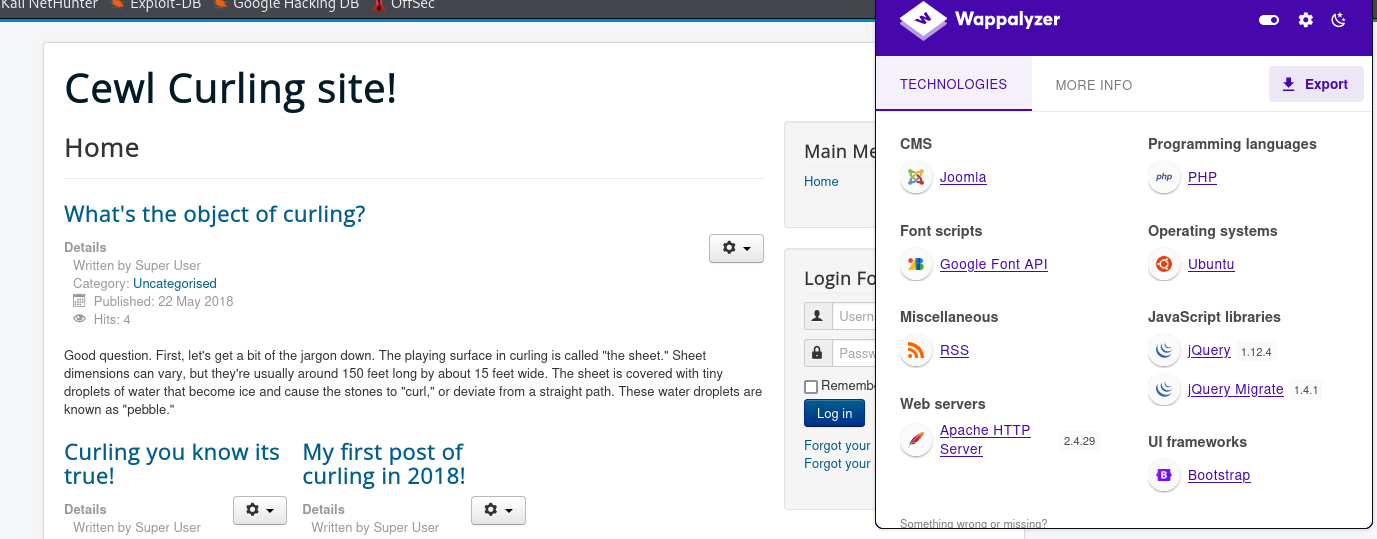 Kali NetHunter Exploit-DB Google Hacking DB OffSec
Cewl Curling site!
Home
What's the object of curling?
Details
Written by Super User
Category: Uncategorised
Published: 22 May 2018
Hits: 4
Good question. First, let's get a bit of the jargon down. The playing surface in curling is called "the sheet." Sheet
dimensions can vary, but they're usually around 150 feet long by about 15 feet wide. The sheet is covered with tiny
droplets of water that become ice and cause the stones to "curl," or deviate from a straight path. These water droplets are
known as "pebble."
Curling you know its
true!
Details
Written by Super User
My first post of
curling in 2018!
Details
Written by Super User
Main Me
Home
Login Fo
Usern
Passw
Remembe
Log in
Forgot your
Forgot your
Wappalyzer
TECHNOLOGIES
MORE INFO
Export
CMS
Joomla
Font scripts
Google Font API
Miscellaneous
RSS
Web servers
Apache HTTP
Server
2.4.29
Programming languages
php PHP
Operating systems
Ubuntu
JavaScript libraries
jQuery 1.12.4
jQuery Migrate 1.4.1
UI frameworks
Bootstrap
Something wrong or missing?